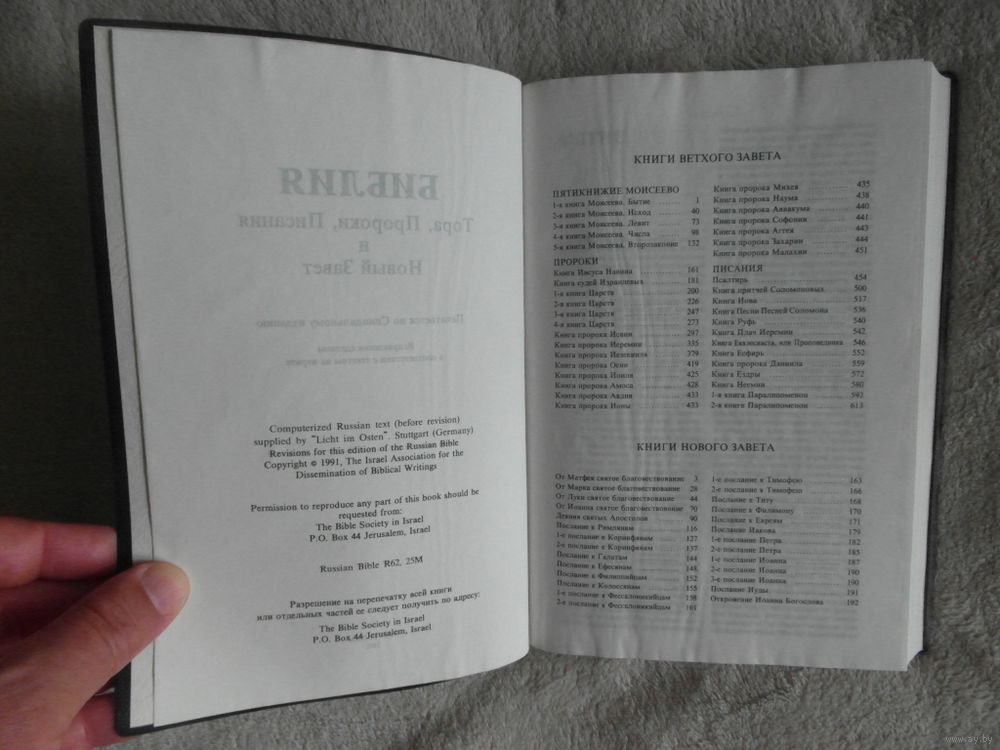 БИБЛИЯ
Тора, Пророки, Писания
и
Новый Завет
Печатается по Синодальному изданию
Computerized Russian text (before revision)
supplied by "Licht im Osten". Stuttgart (Germany)
Revisions for this edition of the Russian Bible
Copyright © 1991, The Israel Association for the
Dissemination of Biblical Writings
Permission to reproduce any part of this book should be
requested from:
The Bible Society in Israel
P.O. Box 44 Jerusalem, Israel
Russian Bible R62, 25M
Разрешение на перепечатку всей книги
или отдельных частей ее следует получить по адресу:
The Bible Society in Israel
P.O. Box 44 Jerusalem, Israel
КНИГИ ВЕТХОГО ЗАВЕТА
ПЯТИКНИЖИЕ МОИСЕЕВО
1-я книга Моисеева, Бытие 1
2-я книга Моисеева, Исход 40
3-я книга Моисеева, Левит 73
4-я книга Моисеева, Числа 98
5-я книга Моисеева, Второзаконие 132
ПРОРОКИ
Книга Иисуса Навина 161
Книга судей Израилевых 181
1-я книга Царств 200
2-я книга Царств 226
3-я книга Царств 247
4-я книга Царств 273
Книга пророка Исаии 297
Книга пророка Иеремии 335
Книга пророка Иезекииля 379
Книга пророка Осии 419
Книга пророка Иоиля 425
Книга пророка Амоса 428
Книга пророка Авдия 433
Книга пророка Ионы 433
Книга пророка Михея 435
Книга пророка Наума 438
Книга пророка Аввакума 440
Книга пророка Софонии 441
Книга пророка Аггея 443
Книга пророка Захарии 444
Книга пророка Малахии 451
ПИСАНИЯ
Псалтирь 454
Книга притчей Соломоновых 500
Книга Иова 517
Книга Песни Песней Соломона 536
Книга Руфь 540
Книга Плач Иеремии 542
Книга Екклесиаста, или Проповедника 546
Книга Есфирь 552
Книга пророка Даниила 559
Книга Ездры 572
Книга Неемии 580
1-я книга Паралипоменон 592
2-я книга Паралипоменон 613
КНИГИ НОВОГО ЗАВЕТА
От Матфея святое благовествование 3
От Марка святое благовествование 28
От Луки святое благовествование 44
От Иоанна святое благовествование 70
Деяния святых Апостолов 90
Послание к Римлянам 116
1-е послание к Коринфянам 127
2-е послание к Коринфянам 137
Послание к Галатам 144
Послание к Ефесянам 148
Послание к Филиппийцам 152
Послание к Колоссянам 155
1-е послание к Фессалоникийцам 158
2-е послание к Фессалоникийцам 161
1-е послание к Тимофею 163
2-е послание к Тимофею 166
Послание к Титу 168
Послание к Филимону 170
Послание к Евреям 171
Послание Иакова 179
1-е послание Петра 182
2-е послание Петра 185
1-е послание Иоанна 187
2-е послание Иоанна 190
3-е послание Иоанна 190
Послание Иуды 191
Откровение Иоанна Богослова 192
www.ay.by